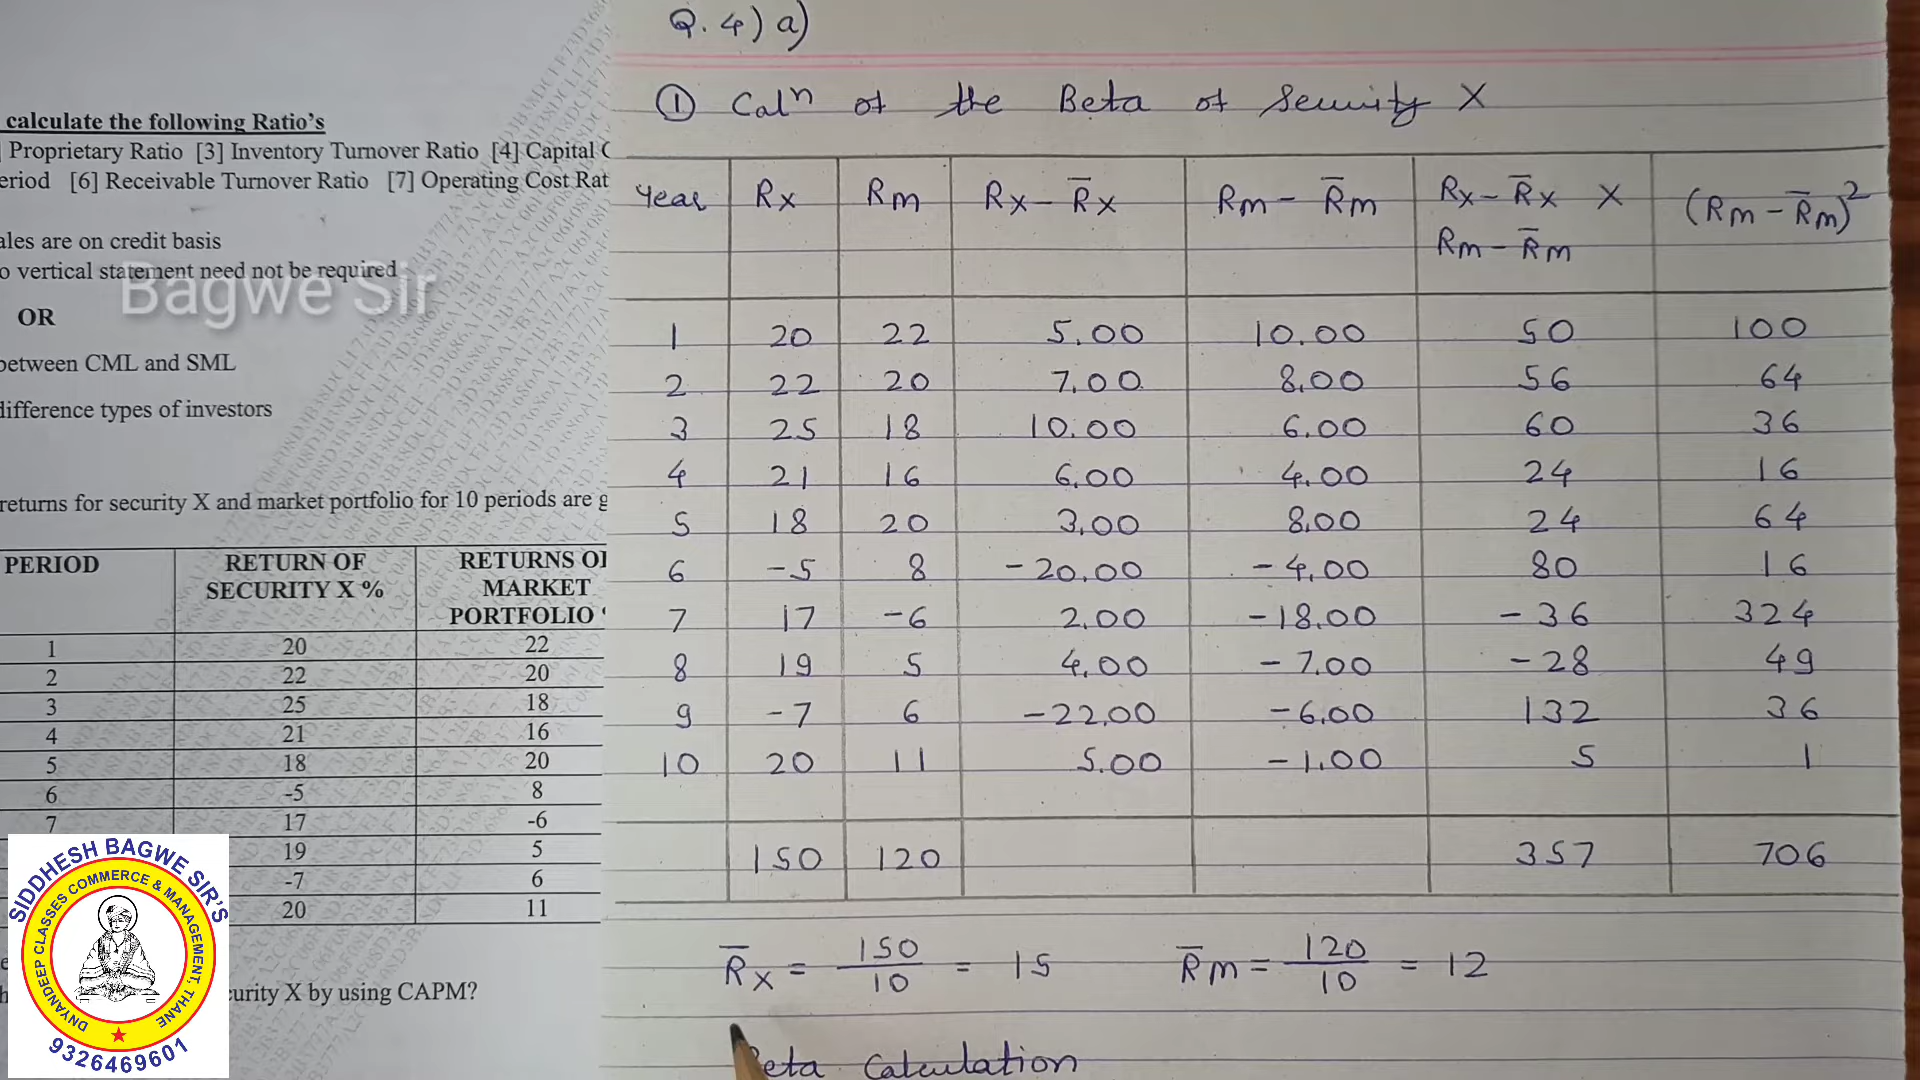 calculate the following Ratio's
Proprietary Ratio [3] Inventory Turnover Ratio [4] Capital
eriod [6] Receivable Turnover Ratio [7] Operating Cost Rat
ales are on credit basis
o vertical statement need not be required
Bagwe Sir
OR
between CML and SML
difference types of investors
returns for security X and market portfolio for 10 periods are g
PERIOD RETURN OF SECURITY X % RETURNS OF MARKET PORTFOLIO
1 20 22
2 22 20
3 25 18
4 21 16
5 18 20
6 -5 8
7 17 -6
19 5
-7 6
20 11
curity X by using CAPM?
SIDDHESH BAGWE SIR'S
DNYANDEEP CLASSES COMMERCE & MANAGEMENT, THANE
9326469601
Q. 4) a)
① Calⁿ of the Beta of Security X
Year Rx Rm Rx - R̅x Rm - R̅m Rx - R̅x X Rm - R̅m (Rm - R̅m)²
1 20 22 5.00 10.00 50 100
2 22 20 7.00 8.00 56 64
3 25 18 10.00 6.00 60 36
4 21 16 6.00 4.00 24 16
5 18 20 3.00 8.00 24 64
6 -5 8 -20.00 -4.00 80 16
7 17 -6 2.00 -18.00 -36 324
8 19 5 4.00 -7.00 -28 49
9 -7 6 -22.00 -6.00 132 36
10 20 11 5.00 -1.00 5 1
150 120 357 706
R̅x = 150/10 = 15 R̅m = 120/10 = 12
Beta Calculation